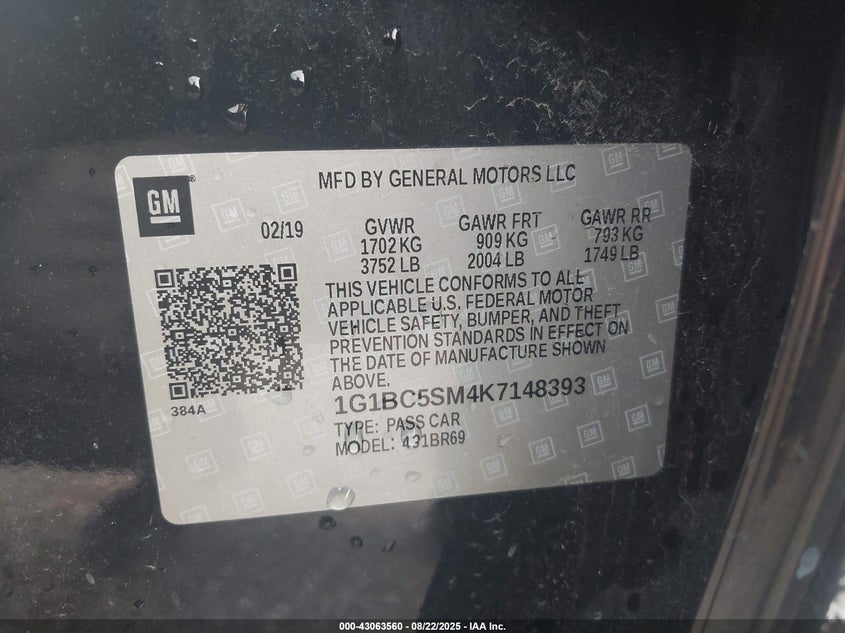 GM
MFD BY GENERAL MOTORS LLC
02/19
GVWR GAWR FRT GAWR RR
1702 KG 909 KG 793 KG
3752 LB 2004 LB 1749 LB
THIS VEHICLE CONFORMS TO ALL
APPLICABLE U.S. FEDERAL MOTOR
VEHICLE SAFETY, BUMPER, AND THEFT
PREVENTION STANDARDS IN EFFECT ON
THE DATE OF MANUFACTURE SHOWN
ABOVE.
384A
1G1BC5SM4K7148393
TYPE: PASS CAR
MODEL: 431BR69
000-43063560 - 08/22/2025 - IAA Inc.